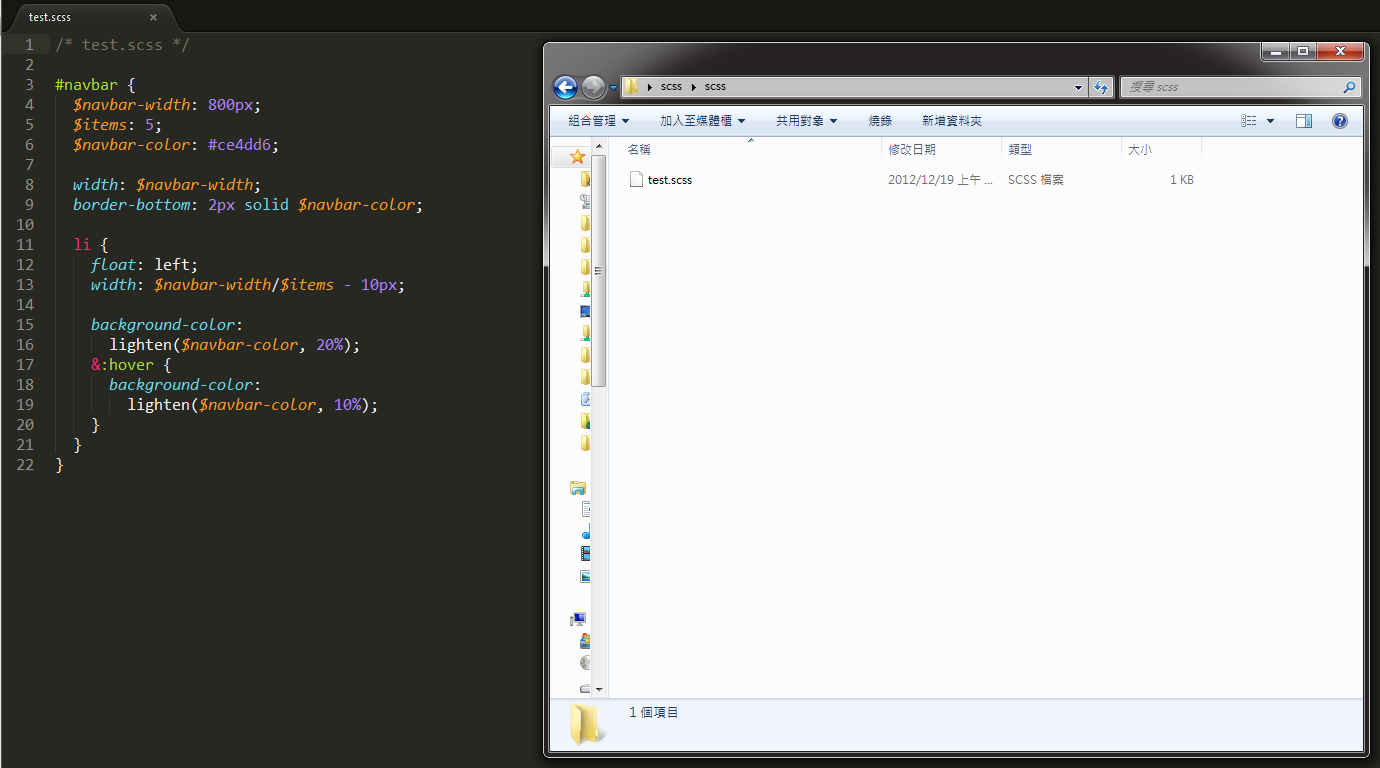 test.scss
1 /* test.scss */
2
3 #navbar {
4 $navbar-width: 800px;
5 $items: 5;
6 $navbar-color: #ce4dd6;
7
8 width: $navbar-width;
9 border-bottom: 2px solid $navbar-color;
10
11 li {
12 float: left;
13 width: $navbar-width/$items - 10px;
14
15 background-color:
16 lighten($navbar-color, 20%);
17 &:hover {
18 background-color:
19 lighten($navbar-color, 10%);
20 }
21 }
22 }
scss scss 搜尋 scss
組合管理 加入至媒體櫃 共用對象 燒錄 新增資料夾
名稱 修改日期 類型 大小
test.scss 2012/12/19 上午 ... SCSS 檔案 1 KB
1 個項目